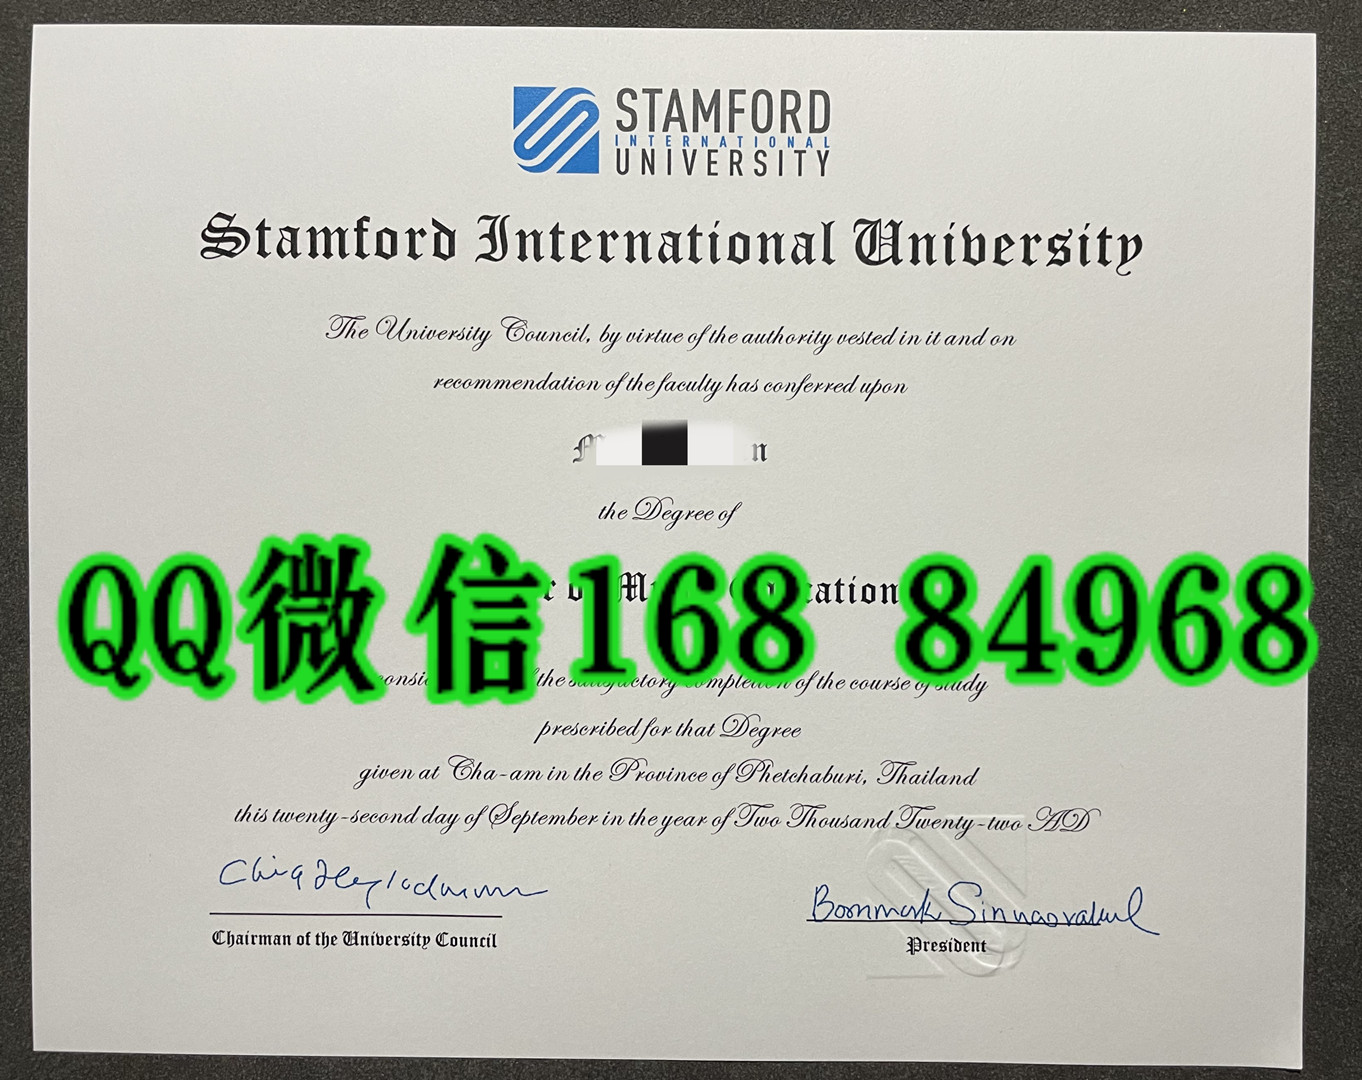 STAMFORD
INTERNATIONAL
UNIVERSITY
Stamford International University
The University Council, by virtue of the authority vested in it and on
recommendation of the faculty has conferred upon
the Degree of
QQ微信168 84968
the satisfactory completion of the course of study
prescribed for that Degree
given at Cha-am in the Province of Phetchaburi, Thailand
this twenty-second day of September in the year of Two Thousand Twenty-two AD
Boonmark Sirinaovakul
Chairman of the University Council
President